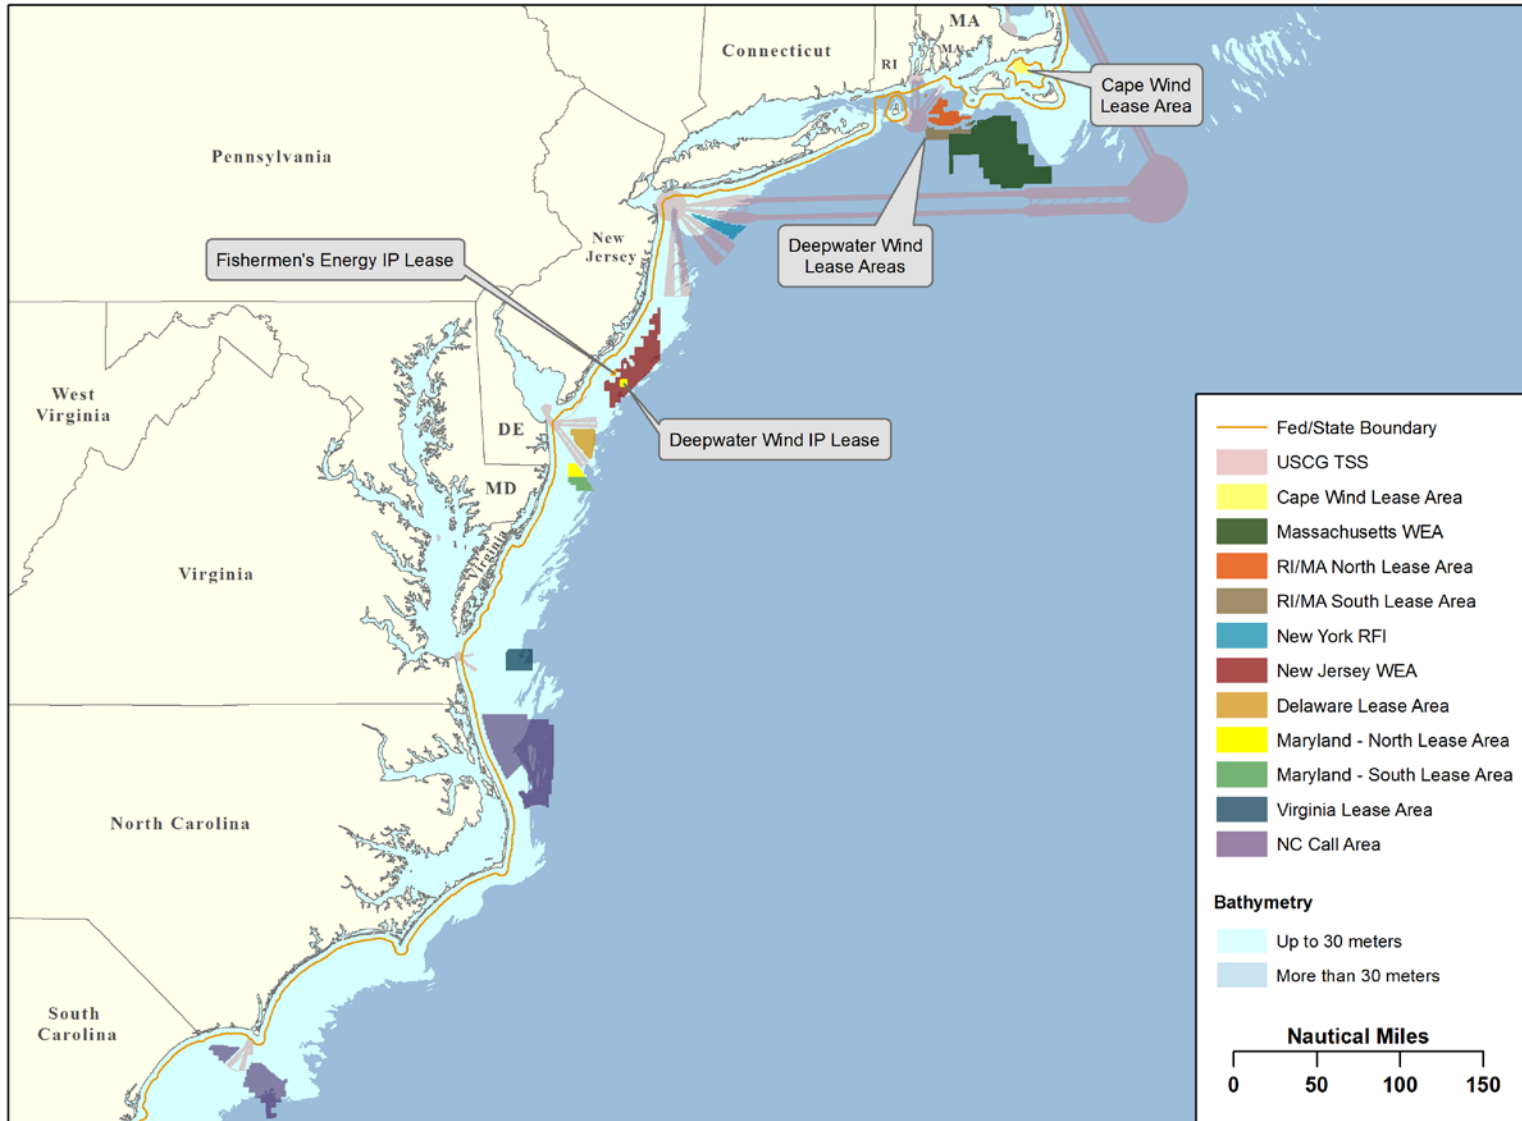 MA
Connecticut
RI
MA
Cape Wind
Lease Area
Pennsylvania
New
Jersey
Deepwater Wind
Lease Areas
Fishermen's Energy IP Lease
West
Virginia
DE
Deepwater Wind IP Lease
MD
Virginia
Virginia
North Carolina
South
Carolina
Fed/State Boundary
USCG TSS
Cape Wind Lease Area
Massachusetts WEA
RI/MA North Lease Area
RI/MA South Lease Area
New York RFI
New Jersey WEA
Delaware Lease Area
Maryland - North Lease Area
Maryland - South Lease Area
Virginia Lease Area
NC Call Area
Bathymetry
Up to 30 meters
More than 30 meters
Nautical Miles
0 50 100 150